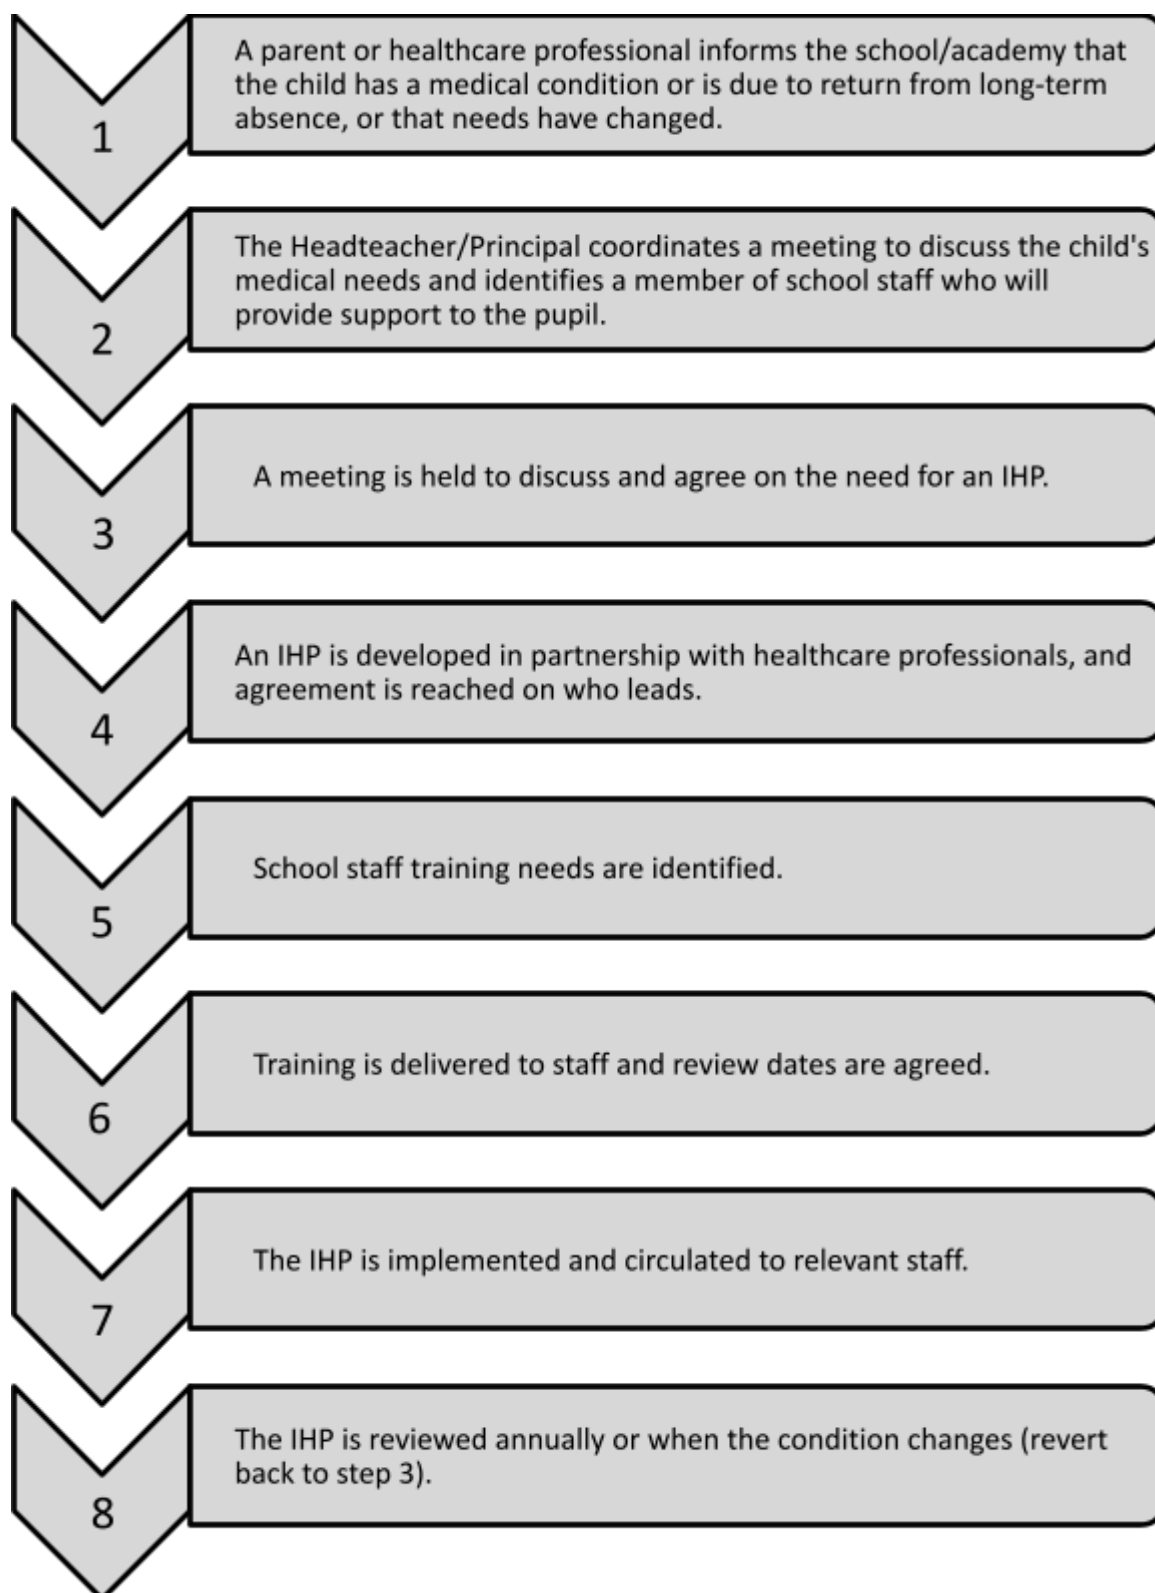 A parent or healthcare professional informs the school/academy that
the child has a medical condition or is due to return from long-term
absence, or that needs have changed.
1
The Headteacher/Principal coordinates a meeting to discuss the child's
medical needs and identifies a member of school staff who will
provide support to the pupil.
2
A meeting is held to discuss and agree on the need for an IHP.
3
An IHP is developed in partnership with healthcare professionals, and
agreement is reached on who leads.
4
School staff training needs are identified.
5
Training is delivered to staff and review dates are agreed.
6
The IHP is implemented and circulated to relevant staff.
7
The IHP is reviewed annually or when the condition changes (revert
back to step 3).
8